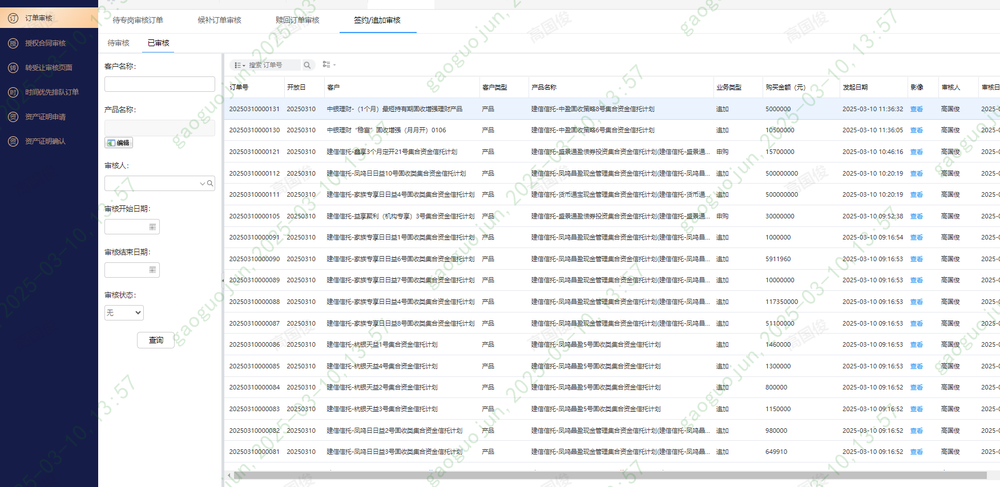 订 订单审核
授 授权合同审核
转 转受让审核页面
时 时间优先排队订单
资 资产证明申请
资 资产证明确认
待专岗审核订单 候补订单审核 赎回订单审核 签约/追加审核
待审核 已审核
客户名称:
产品名称:
编辑
审核人:
审核开始日期:
审核结束日期:
审核状态:
无
查询
搜索 订单号
订单号 开放日 客户 客户类型 产品名称 业务类型 购买金额（元） 发起日期 影像 审核人 审核日
20250310000131 20250310 中银理财-（1个月）最短持有期固收增强理财产品 产品 建信信托-中盈固收策略8号集合资金信托计划 追加 5000000 2025-03-10 11:36:32 查看 高国俊 2025-0
20250310000130 20250310 中银理财“稳富”固收增强（月月开）0106 产品 建信信托-中盈固收策略6号集合资金信托计划 追加 10500000 2025-03-10 11:36:05 查看 高国俊 2025-0
20250310000121 20250310 建信信托-鑫享3个月定开21号集合资金信托计划 产品 建信信托-盛景通盈债券投资集合资金信托计划(建信信托-盛景通... 申购 15700000 2025-03-10 10:46:16 查看 高国俊 2025-0
20250310000112 20250310 建信信托-凤鸣日日益10号固收类集合资金信托计划 产品 建信信托-凤鸣昌盈现金管理集合资金信托计划(建信信托-凤鸣昌... 追加 500000000 2025-03-10 10:20:19 查看 高国俊 2025-0
20250310000111 20250310 建信信托-家族专享日日益4号固收类集合资金信托计划 产品 建信信托-货币通宝现金管理集合资金信托计划(建信信托-货币通... 追加 500000000 2025-03-10 10:20:19 查看 高国俊 2025-0
20250310000105 20250310 建信信托-益享聚利（机构专享）3号集合资金信托计划 产品 建信信托-盛景通盈债券投资集合资金信托计划(建信信托-盛景通... 申购 30000000 2025-03-10 09:52:38 查看 高国俊 2025-0
20250310000091 20250310 建信信托-家族专享日日益1号固收类集合资金信托计划 产品 建信信托-凤鸣昌盈现金管理集合资金信托计划(建信信托-凤鸣昌... 追加 1000000 2025-03-10 09:16:54 查看 高国俊 2025-0
20250310000090 20250310 建信信托-家族专享日日益6号固收类集合资金信托计划 产品 建信信托-凤鸣昌盈现金管理集合资金信托计划(建信信托-凤鸣昌... 追加 5911960 2025-03-10 09:16:53 查看 高国俊 2025-0
20250310000089 20250310 建信信托-家族专享日日益7号固收类集合资金信托计划 产品 建信信托-凤鸣昌盈现金管理集合资金信托计划(建信信托-凤鸣昌... 追加 10000000 2025-03-10 09:16:53 查看 高国俊 2025-0
20250310000088 20250310 建信信托-家族专享日日益4号固收类集合资金信托计划 产品 建信信托-凤鸣昌盈现金管理集合资金信托计划(建信信托-凤鸣昌... 追加 117350000 2025-03-10 09:16:53 查看 高国俊 2025-0
20250310000087 20250310 建信信托-家族专享日日益8号固收类集合资金信托计划 产品 建信信托-凤鸣昌盈现金管理集合资金信托计划(建信信托-凤鸣昌... 追加 51100000 2025-03-10 09:16:53 查看 高国俊 2025-0
20250310000086 20250310 建信信托-杭银天益1号集合资金信托计划 产品 建信信托-凤鸣晶盈5号固收类集合资金信托计划 追加 1460000 2025-03-10 09:16:53 查看 高国俊 2025-0
20250310000085 20250310 建信信托-杭银天益4号集合资金信托计划 产品 建信信托-凤鸣晶盈5号固收类集合资金信托计划 追加 1300000 2025-03-10 09:16:53 查看 高国俊 2025-0
20250310000084 20250310 建信信托-杭银天益2号集合资金信托计划 产品 建信信托-凤鸣晶盈5号固收类集合资金信托计划 追加 800000 2025-03-10 09:16:52 查看 高国俊 2025-0
20250310000083 20250310 建信信托-杭银天益3号集合资金信托计划 产品 建信信托-凤鸣晶盈5号固收类集合资金信托计划 追加 1150000 2025-03-10 09:16:52 查看 高国俊 2025-0
20250310000082 20250310 建信信托-凤鸣日日益2号固收类集合资金信托计划 产品 建信信托-凤鸣晶盈现金管理集合资金信托计划(建信信托-凤鸣晶... 追加 980000 2025-03-10 09:16:52 查看 高国俊 2025-0
20250310000081 20250310 建信信托-凤鸣日日益3号固收类集合资金信托计划 产品 建信信托-凤鸣晶盈现金管理集合资金信托计划(建信信托-凤鸣晶... 追加 649910 2025-03-10 09:16:52 查看 高国俊 2025-0
gaoguojun, 2025-03-10, 13:57
高国俊